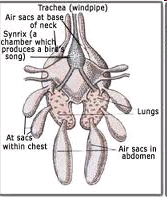 Trachea (windpipe)
Air sacs at base
of neck
Synrix (a
chamber which
produces a bird's
song)
Lungs
At sacs
within chest
Air sacs in
abdomen